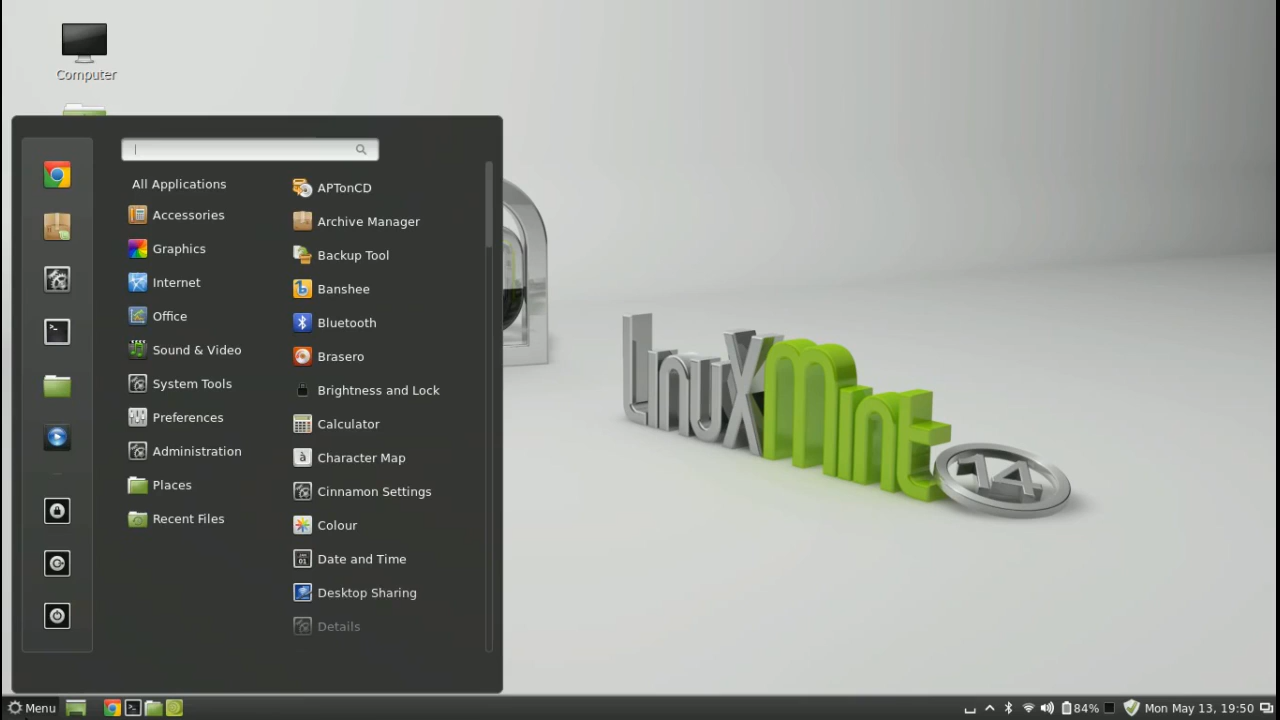 Computer
All Applications
Accessories
Graphics
Internet
Office
Sound & Video
System Tools
Preferences
Administration
Places
Recent Files
APTonCD
Archive Manager
Backup Tool
Banshee
Bluetooth
Brasero
Brightness and Lock
Calculator
Character Map
Cinnamon Settings
Colour
Date and Time
Desktop Sharing
Details
LinuxMint
14
Menu
84%
Mon May 13, 19:50